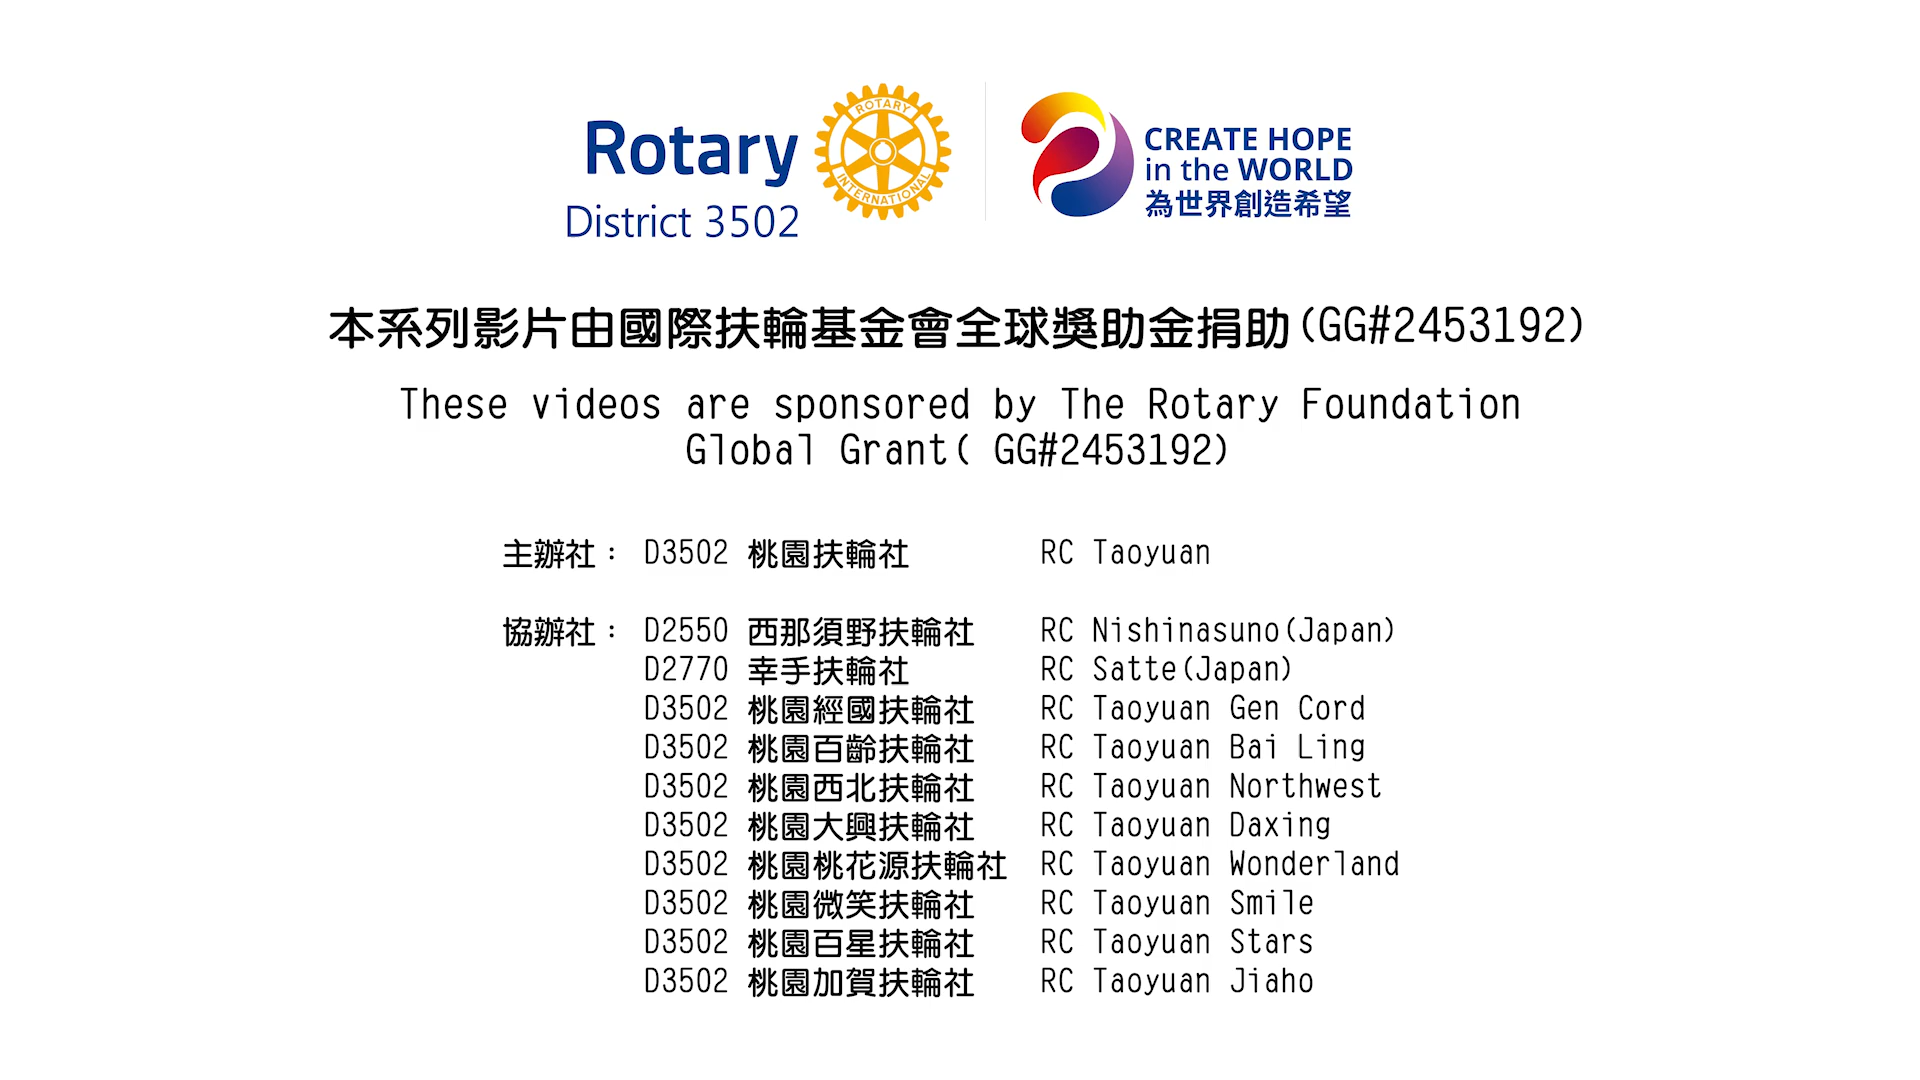 Rotary
District 3502
ROTARY
INTERNATIONAL
CREATE HOPE
in the WORLD
為世界創造希望
本系列影片由國際扶輪基金會全球獎助金捐助(GG#2453192)
These videos are sponsored by The Rotary Foundation
Global Grant( GG#2453192)
主辦社： D3502 桃園扶輪社 RC Taoyuan
協辦社： D2550 西那須野扶輪社 RC Nishinasuno(Japan)
D2770 幸手扶輪社 RC Satte(Japan)
D3502 桃園經國扶輪社 RC Taoyuan Gen Cord
D3502 桃園百齡扶輪社 RC Taoyuan Bai Ling
D3502 桃園西北扶輪社 RC Taoyuan Northwest
D3502 桃園大興扶輪社 RC Taoyuan Daxing
D3502 桃園桃花源扶輪社 RC Taoyuan Wonderland
D3502 桃園微笑扶輪社 RC Taoyuan Smile
D3502 桃園百星扶輪社 RC Taoyuan Stars
D3502 桃園加賀扶輪社 RC Taoyuan Jiaho